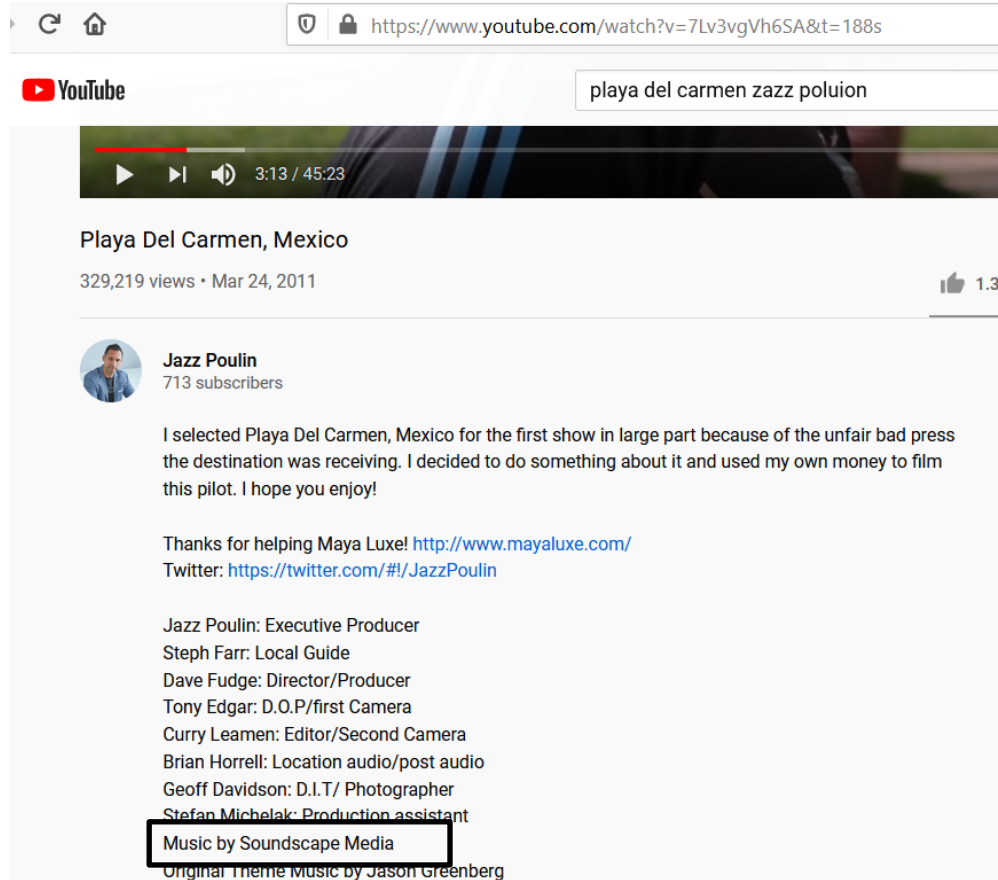 https://www.youtube.com/watch?v=7Lv3vgVh6SA&t=188s
YouTube
playa del carmen zazz poluion
3:13 / 45:23
Playa Del Carmen, Mexico
329,219 views • Mar 24, 2011
1.3
Jazz Poulin
713 subscribers
I selected Playa Del Carmen, Mexico for the first show in large part because of the unfair bad press
the destination was receiving. I decided to do something about it and used my own money to film
this pilot. I hope you enjoy!
Thanks for helping Maya Luxe! http://www.mayaluxe.com/
Twitter: https://twitter.com/#!/JazzPoulin
Jazz Poulin: Executive Producer
Steph Farr: Local Guide
Dave Fudge: Director/Producer
Tony Edgar: D.O.P/first Camera
Curry Leamen: Editor/Second Camera
Brian Horrell: Location audio/post audio
Geoff Davidson: D.I.T/ Photographer
Stefan Michelak: Production assistant
Music by Soundscape Media
Original Theme Music by Jason Greenberg